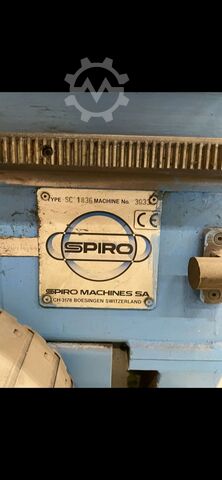 TYPE SC 1836 MACHINE No.
CE
SPIRO
SPIRO MACHINES SA
CH-3178 BOESINGEN SWITZERLAND